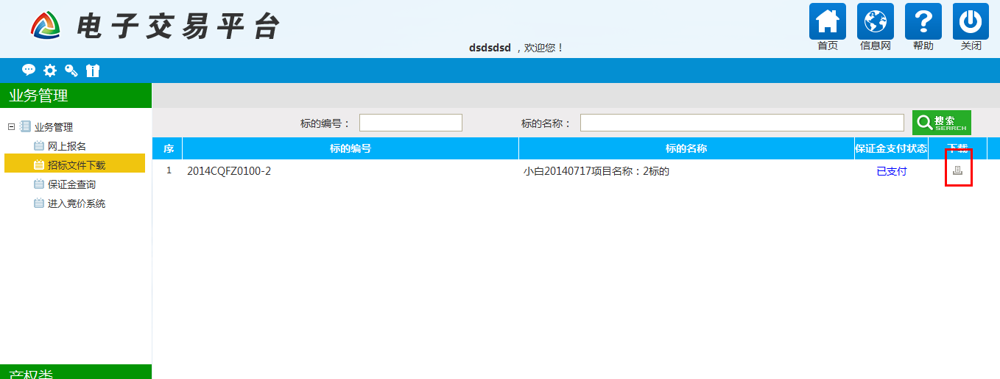 电子交易平台
dsdsdsd ，欢迎您！
首页 信息网 帮助 关闭
业务管理
业务管理
网上报名
招标文件下载
保证金查询
进入竞价系统
产权类
标的编号： 标的名称： 搜索 SEARCH
序 标的编号 标的名称 保证金支付状态 下载
1 2014CQFZ0100-2 小白20140717项目名称：2标的 已支付